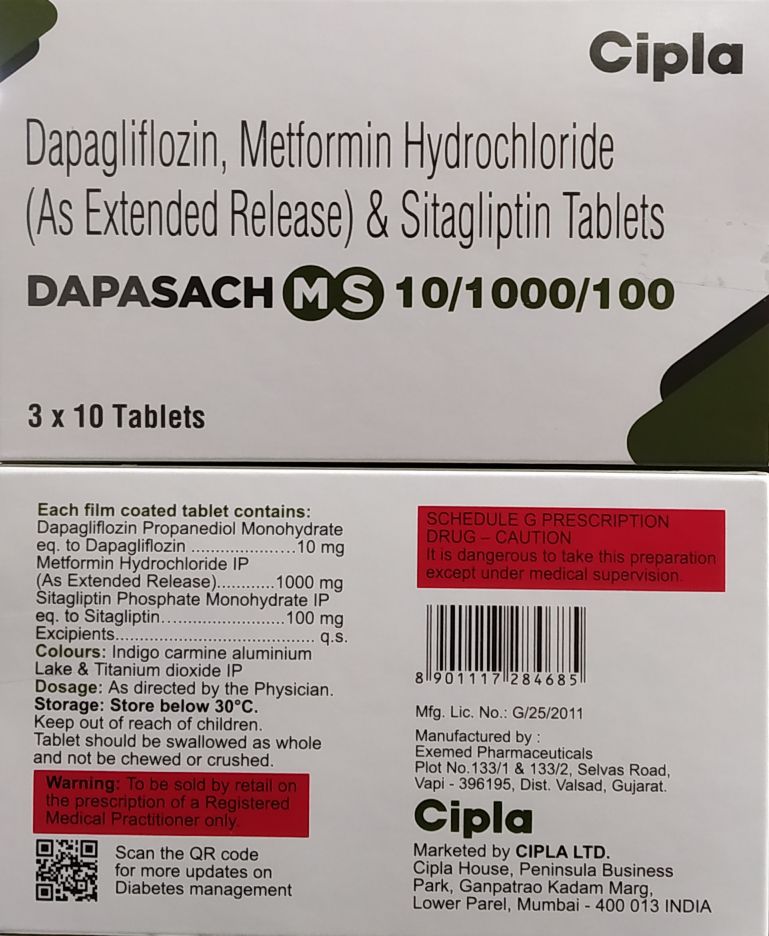 Cipla
Dapagliflozin, Metformin Hydrochloride
(As Extended Release) & Sitagliptin Tablets
DAPASACH MS 10/1000/100
3 x 10 Tablets
Each film coated tablet contains:
Dapagliflozin Propanediol Monohydrate
eq. to Dapagliflozin .....................10 mg
Metformin Hydrochloride IP
(As Extended Release)............1000 mg
Sitagliptin Phosphate Monohydrate IP
eq. to Sitagliptin.........................100 mg
Excipients....................................... q.s.
Colours: Indigo carmine aluminium
Lake & Titanium dioxide IP
Dosage: As directed by the Physician.
Storage: Store below 30°C.
Keep out of reach of children.
Tablet should be swallowed as whole
and not be chewed or crushed.
Warning: To be sold by retail on
the prescription of a Registered
Medical Practitioner only.
Scan the QR code
for more updates on
Diabetes management
SCHEDULE G PRESCRIPTION
DRUG – CAUTION
It is dangerous to take this preparation
except under medical supervision.
8 901117 284685
Mfg. Lic. No.: G/25/2011
Manufactured by :
Exemed Pharmaceuticals
Plot No.133/1 & 133/2, Selvas Road,
Vapi - 396195, Dist. Valsad, Gujarat.
Cipla
Marketed by CIPLA LTD.
Cipla House, Peninsula Business
Park, Ganpatrao Kadam Marg,
Lower Parel, Mumbai - 400 013 INDIA